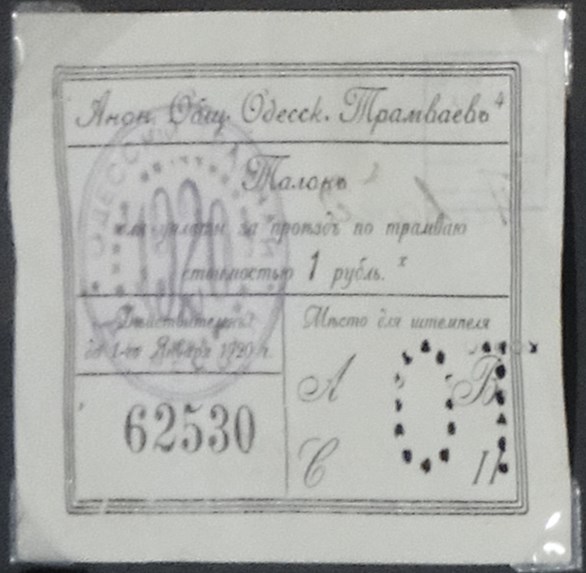 Анон. Общ. Одесск. Трамваевъ
Талонъ
для уплаты за проѣздъ по трамваю
стоимостью 1 рубль.
Дѣйствителенъ
до 1-го Января 1920 г.
Мѣсто для штемпеля
А В
62530
С
ОДЕССКИЙ
1920